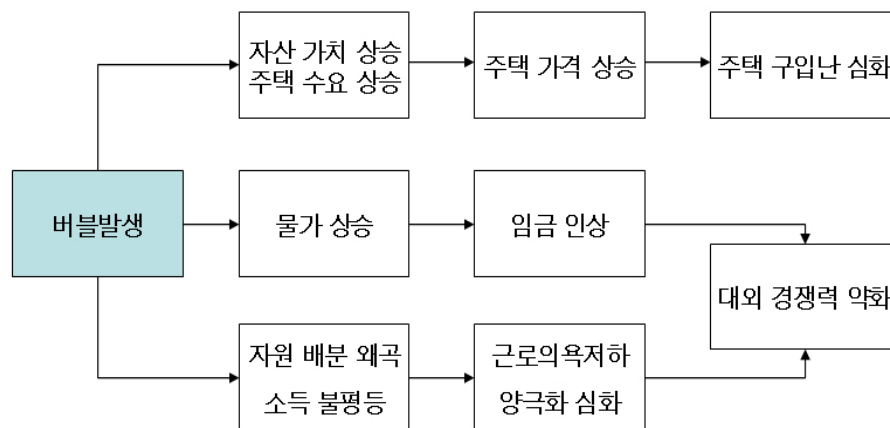 자산 가치 상승
주택 수요 상승
주택 가격 상승
주택 구입난 심화
버블발생
물가 상승
임금 인상
대외 경쟁력 약화
자원 배분 왜곡
소득 불평등
근로의욕저하
양극화 심화